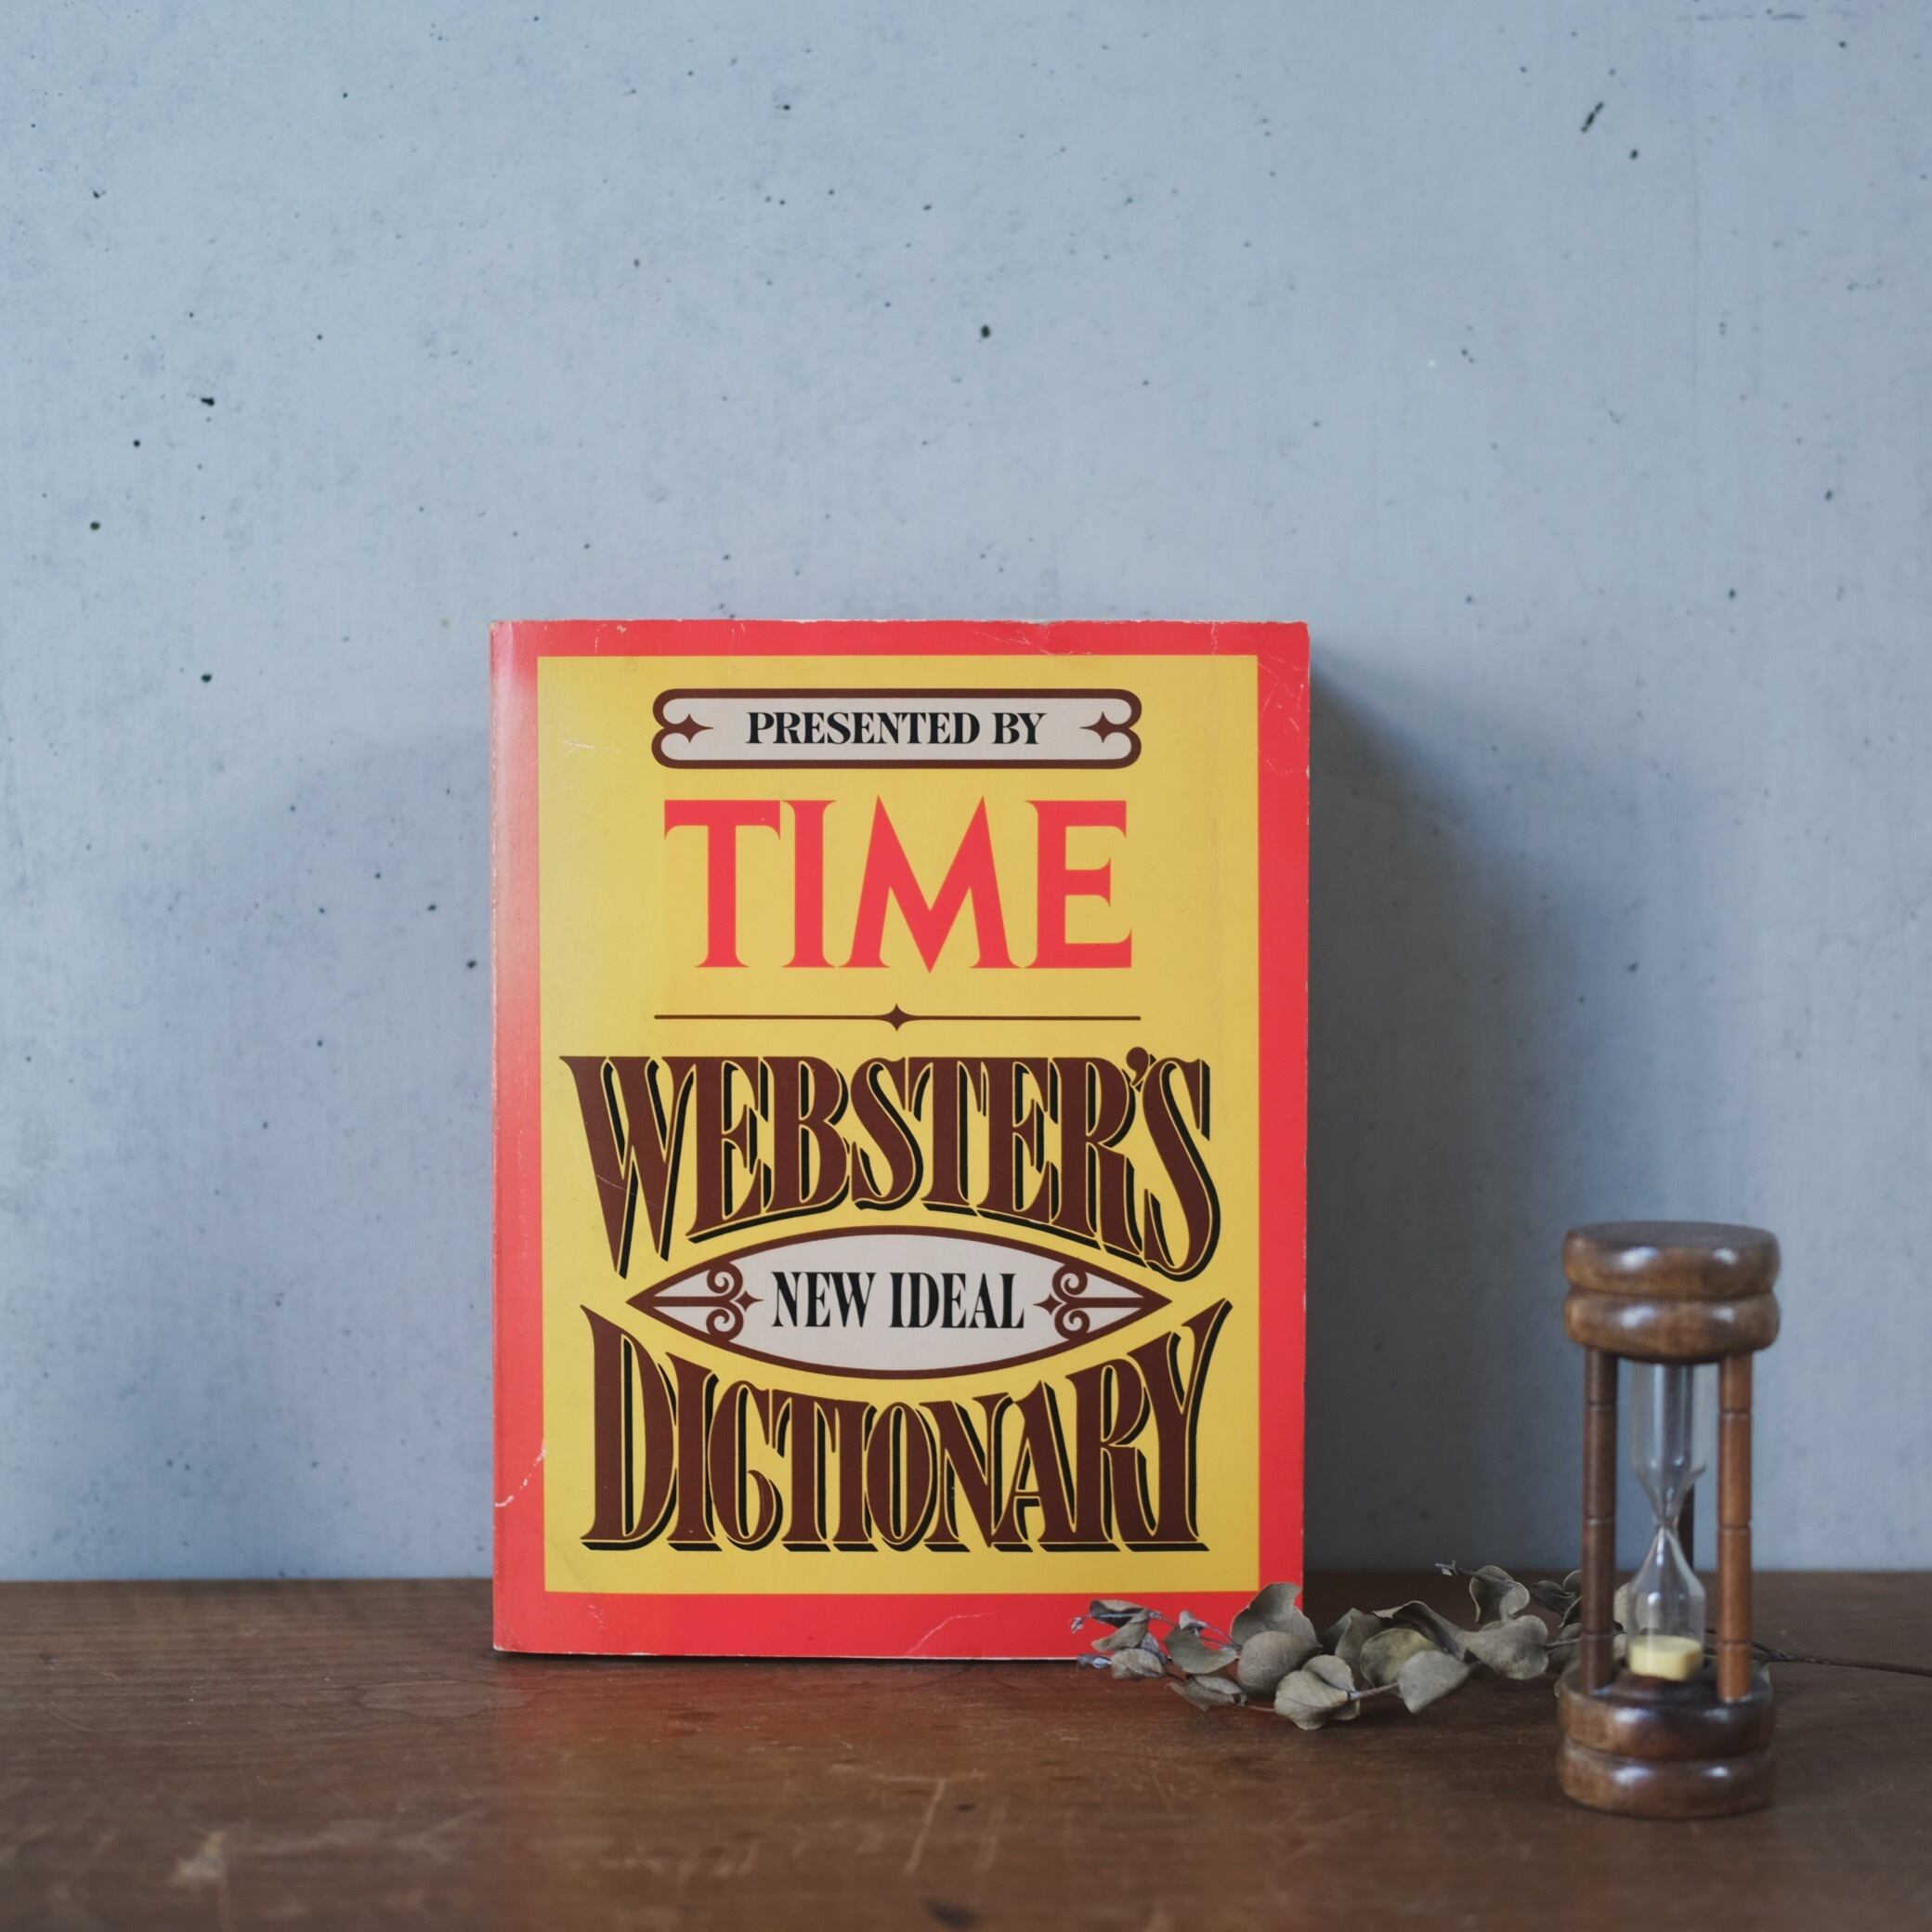 PRESENTED BY
TIME
WEBSTER'S
NEW IDEAL
DICTIONARY